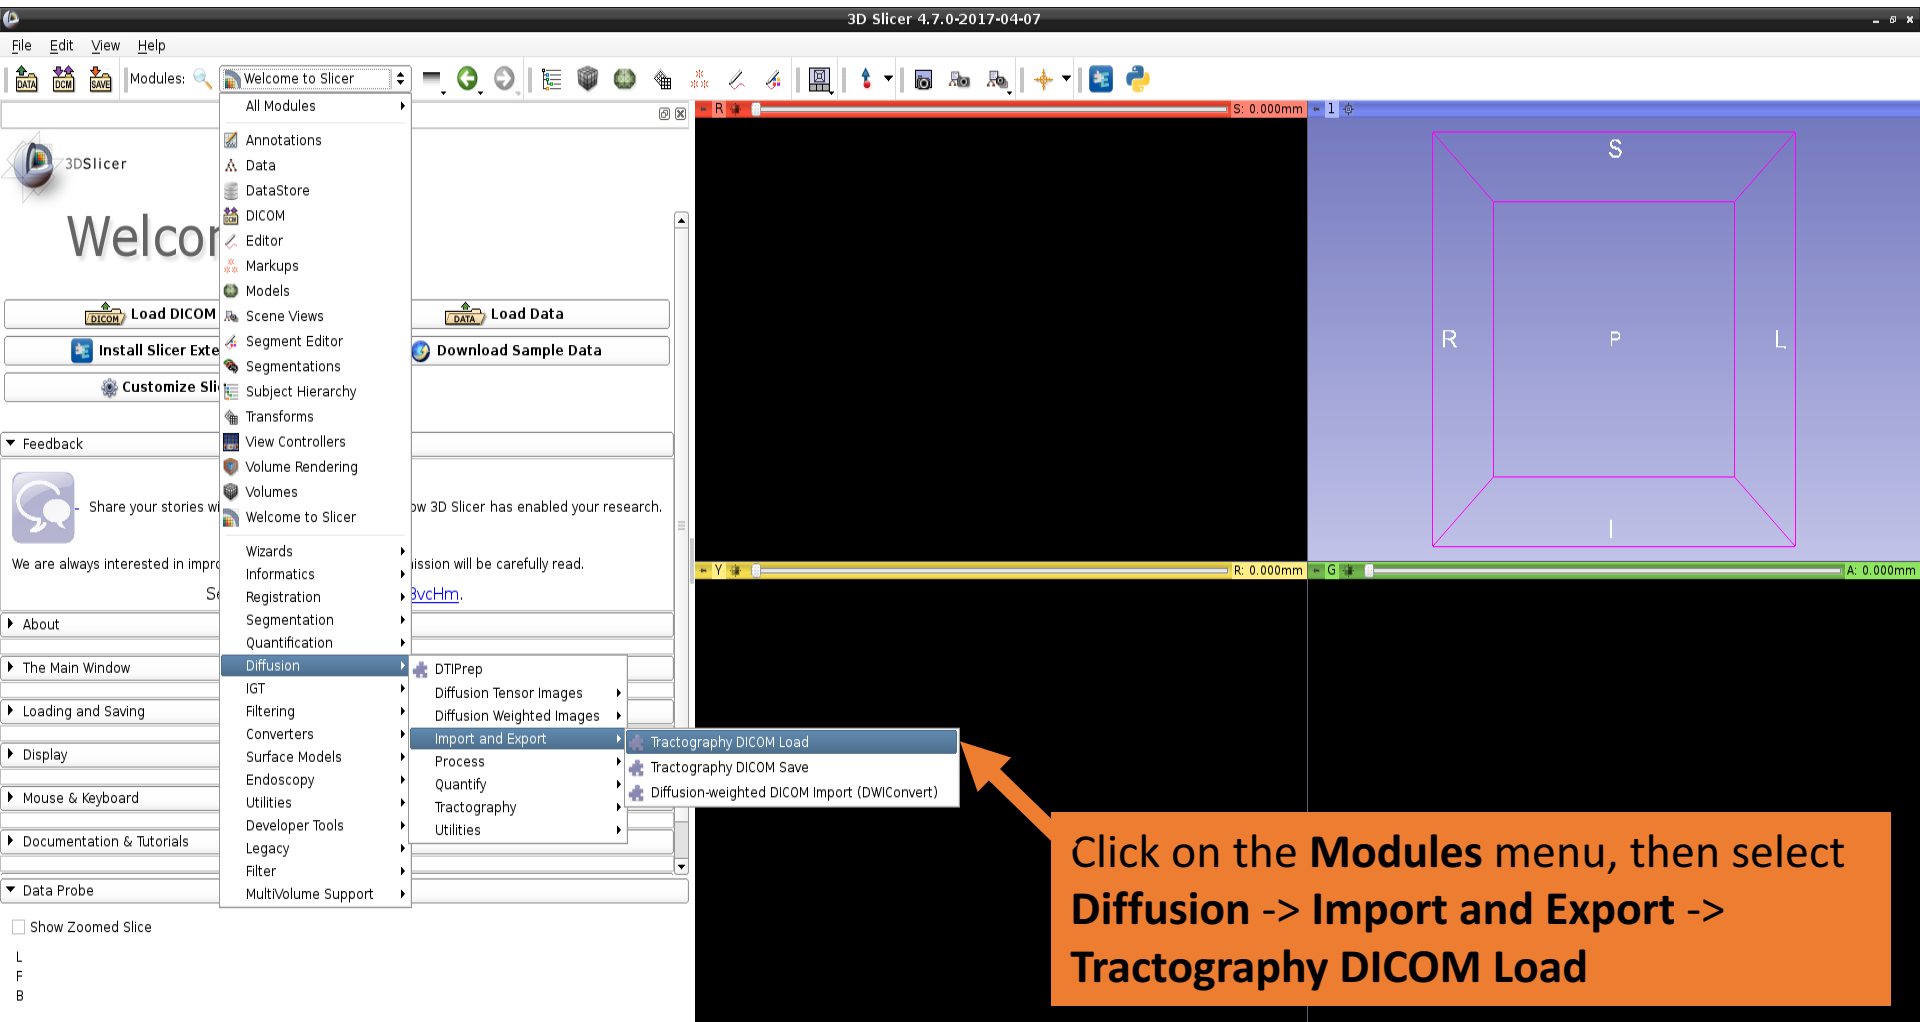 3D Slicer 4.7.0-2017-04-07
File Edit View Help
DATA DCM SAVE Modules: Welcome to Slicer
R S: 0.000mm 1
3DSlicer
Welcor
Load DICOM Load Data
Install Slicer Exte Download Sample Data
Customize Sli
Feedback
Share your stories wi ow 3D Slicer has enabled your research.
We are always interested in impro ission will be carefully read.
Se 3vcHm.
About
The Main Window
Loading and Saving
Display
Mouse & Keyboard
Documentation & Tutorials
Data Probe
Show Zoomed Slice
L
F
B
All Modules
Annotations
Data
DataStore
DICOM
Editor
Markups
Models
Scene Views
Segment Editor
Segmentations
Subject Hierarchy
Transforms
View Controllers
Volume Rendering
Volumes
Welcome to Slicer
Wizards
Informatics
Registration
Segmentation
Quantification
Diffusion
IGT
Filtering
Converters
Surface Models
Endoscopy
Utilities
Developer Tools
Legacy
Filter
MultiVolume Support
DTIPrep
Diffusion Tensor Images
Diffusion Weighted Images
Import and Export
Process
Quantify
Tractography
Utilities
Tractography DICOM Load
Tractography DICOM Save
Diffusion-weighted DICOM Import (DWIConvert)
S
R P L
I
Y R: 0.000mm G A: 0.000mm
Click on the Modules menu, then select
Diffusion -> Import and Export ->
Tractography DICOM Load